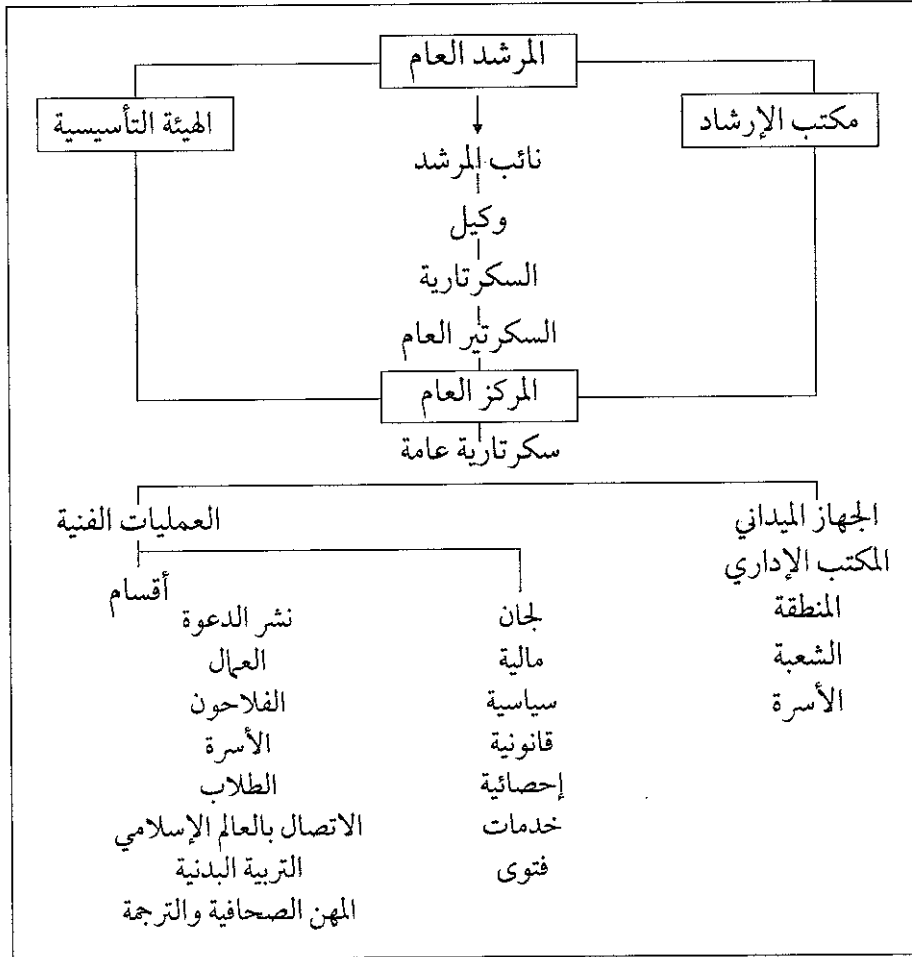 المرشد العام
مكتب الإرشاد
الهيئة التأسيسية
نائب المرشد
وكيل
السكرتارية
السكرتير العام
المركز العام
سكرتارية عامة
الجهاز الميداني
المكتب الإداري
المنطقة
الشعبة
الأسرة
العمليات الفنية
لجان
مالية
سياسية
قانونية
إحصائية
خدمات
فتوى
أقسام
نشر الدعوة
العمال
الفلاحون
الأسرة
الطلاب
الاتصال بالعالم الإسلامي
التربية البدنية
المهن الصحافية والترجمة